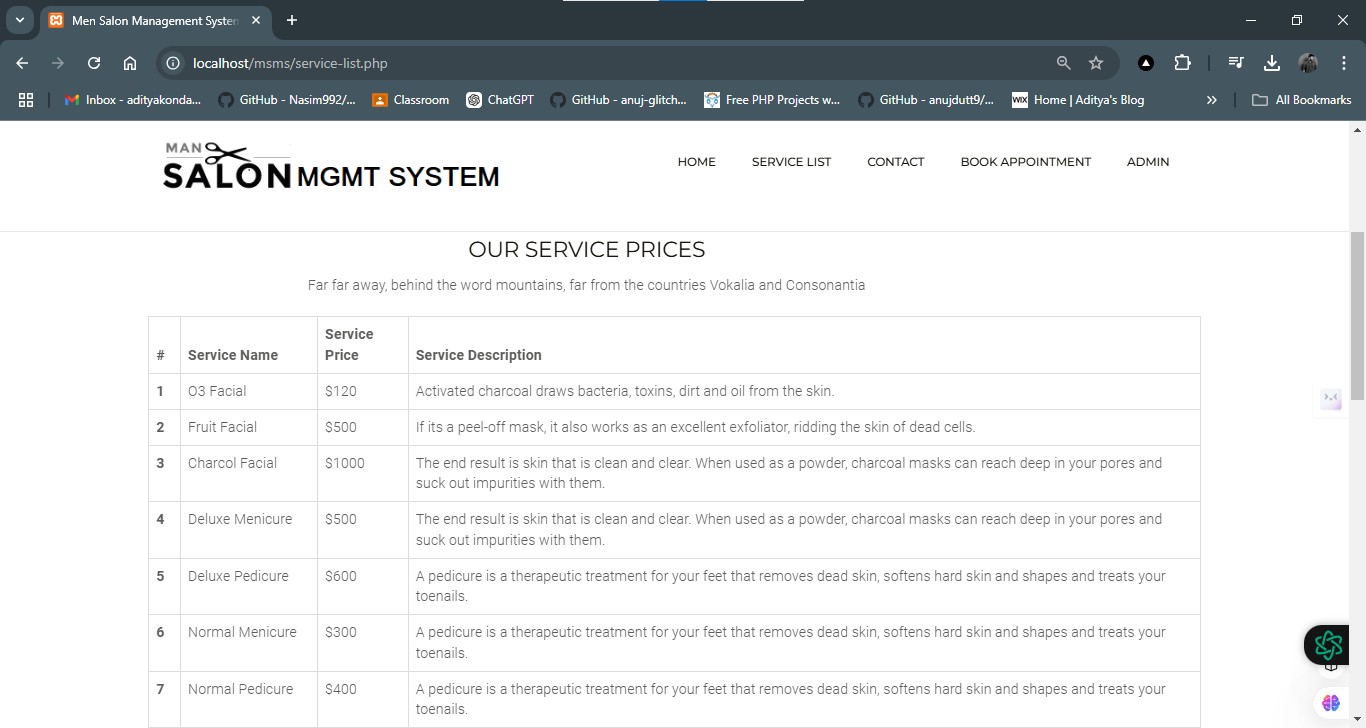 Men Salon Management System
localhost/msms/service-list.php
Inbox - adityakonda...
GitHub - Nasim992/...
Classroom
ChatGPT
GitHub - anuj-glitch...
Free PHP Projects w...
GitHub - anujdutt9/...
WIX
Home | Aditya's Blog
»
All Bookmarks
MAN
SALON MGMT SYSTEM
HOME
SERVICE LIST
CONTACT
BOOK APPOINTMENT
ADMIN
OUR SERVICE PRICES
Far far away, behind the word mountains, far from the countries Vokalia and Consonantia
# Service Name Service Price Service Description
1 O3 Facial $120 Activated charcoal draws bacteria, toxins, dirt and oil from the skin.
2 Fruit Facial $500 If its a peel-off mask, it also works as an excellent exfoliator, ridding the skin of dead cells.
3 Charcol Facial $1000 The end result is skin that is clean and clear. When used as a powder, charcoal masks can reach deep in your pores and
suck out impurities with them.
4 Deluxe Menicure $500 The end result is skin that is clean and clear. When used as a powder, charcoal masks can reach deep in your pores and
suck out impurities with them.
5 Deluxe Pedicure $600 A pedicure is a therapeutic treatment for your feet that removes dead skin, softens hard skin and shapes and treats your
toenails.
6 Normal Menicure $300 A pedicure is a therapeutic treatment for your feet that removes dead skin, softens hard skin and shapes and treats your
toenails.
7 Normal Pedicure $400 A pedicure is a therapeutic treatment for your feet that removes dead skin, softens hard skin and shapes and treats your
toenails.